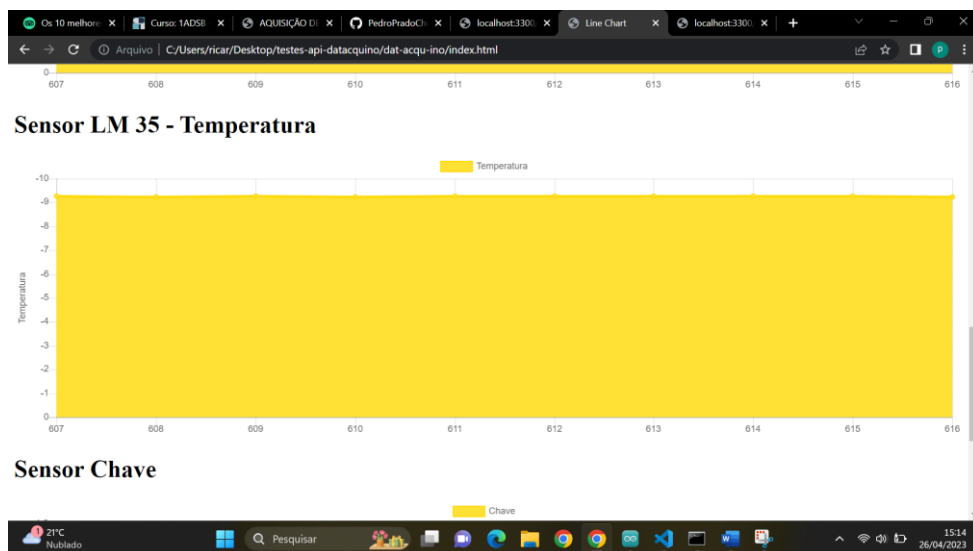 Os 10 melhore
Curso: 1ADSB
AQUISIÇÃO DE
PedroPradoCh
localhost:3300/
Line Chart
localhost:3300/
Arquivo | C:/Users/ricar/Desktop/testes-api-datacquino/dat-acqu-ino/index.html
P
0
607 608 609 610 611 612 613 614 615 616
Sensor LM 35 - Temperatura
Temperatura
-10
-9
-8
-7
-6
-5
-4
-3
-2
-1
0
Temperatura
607 608 609 610 611 612 613 614 615 616
Sensor Chave
Chave
1
21°C
Nublado
Pesquisar
15:14
26/04/2023